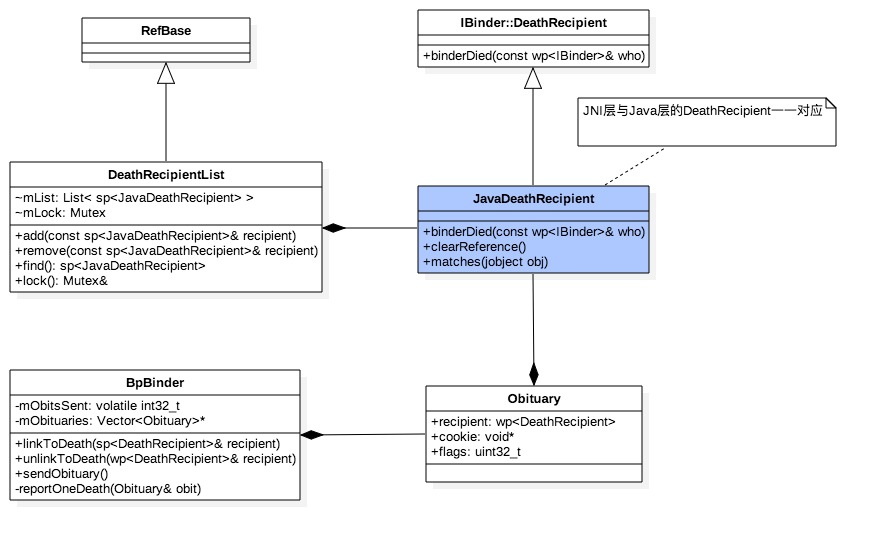 RefBase
IBinder::DeathRecipient
+binderDied(const wp<IBinder>& who)
JNI层与Java层的DeathRecipient一一对应
DeathRecipientList
~mList: List< sp<JavaDeathRecipient> >
~mLock: Mutex
+add(const sp<JavaDeathRecipient>& recipient)
+remove(const sp<JavaDeathRecipient>& recipient)
+find(): sp<JavaDeathRecipient>
+lock(): Mutex&
JavaDeathRecipient
+binderDied(const wp<IBinder>& who)
+clearReference()
+matches(jobject obj)
BpBinder
-mObitsSent: volatile int32_t
-mObituaries: Vector<Obituary>*
+linkToDeath(sp<DeathRecipient>& recipient)
+unlinkToDeath(wp<DeathRecipient>& recipient)
+sendObituary()
-reportOneDeath(Obituary& obit)
Obituary
+recipient: wp<DeathRecipient>
+cookie: void*
+flags: uint32_t